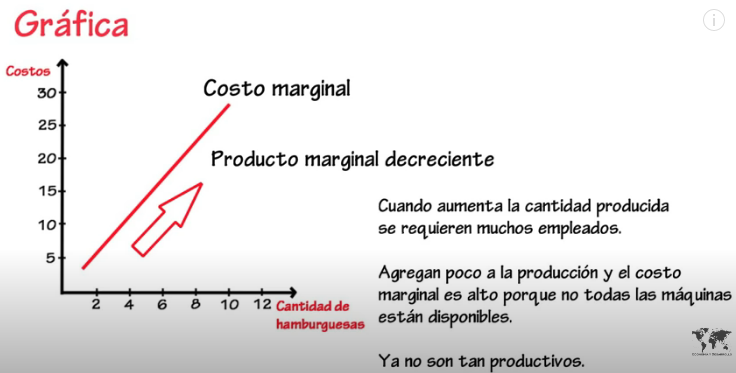 Gráfica
Costos
30
25
20
15
10
5
2 4 6 8 10 12
Cantidad de
hamburguesas
Costo marginal
Producto marginal decreciente
Cuando aumenta la cantidad producida
se requieren muchos empleados.
Agregan poco a la producción y el costo
marginal es alto porque no todas las máquinas
están disponibles.
Ya no son tan productivos.